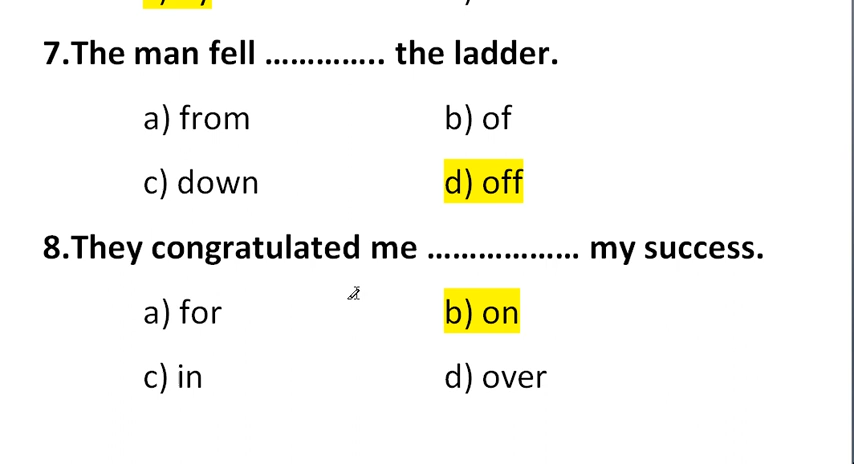 7.The man fell ………….. the ladder.
a) from b) of
c) down d) off
8.They congratulated me ………………. my success.
a) for b) on
c) in d) over